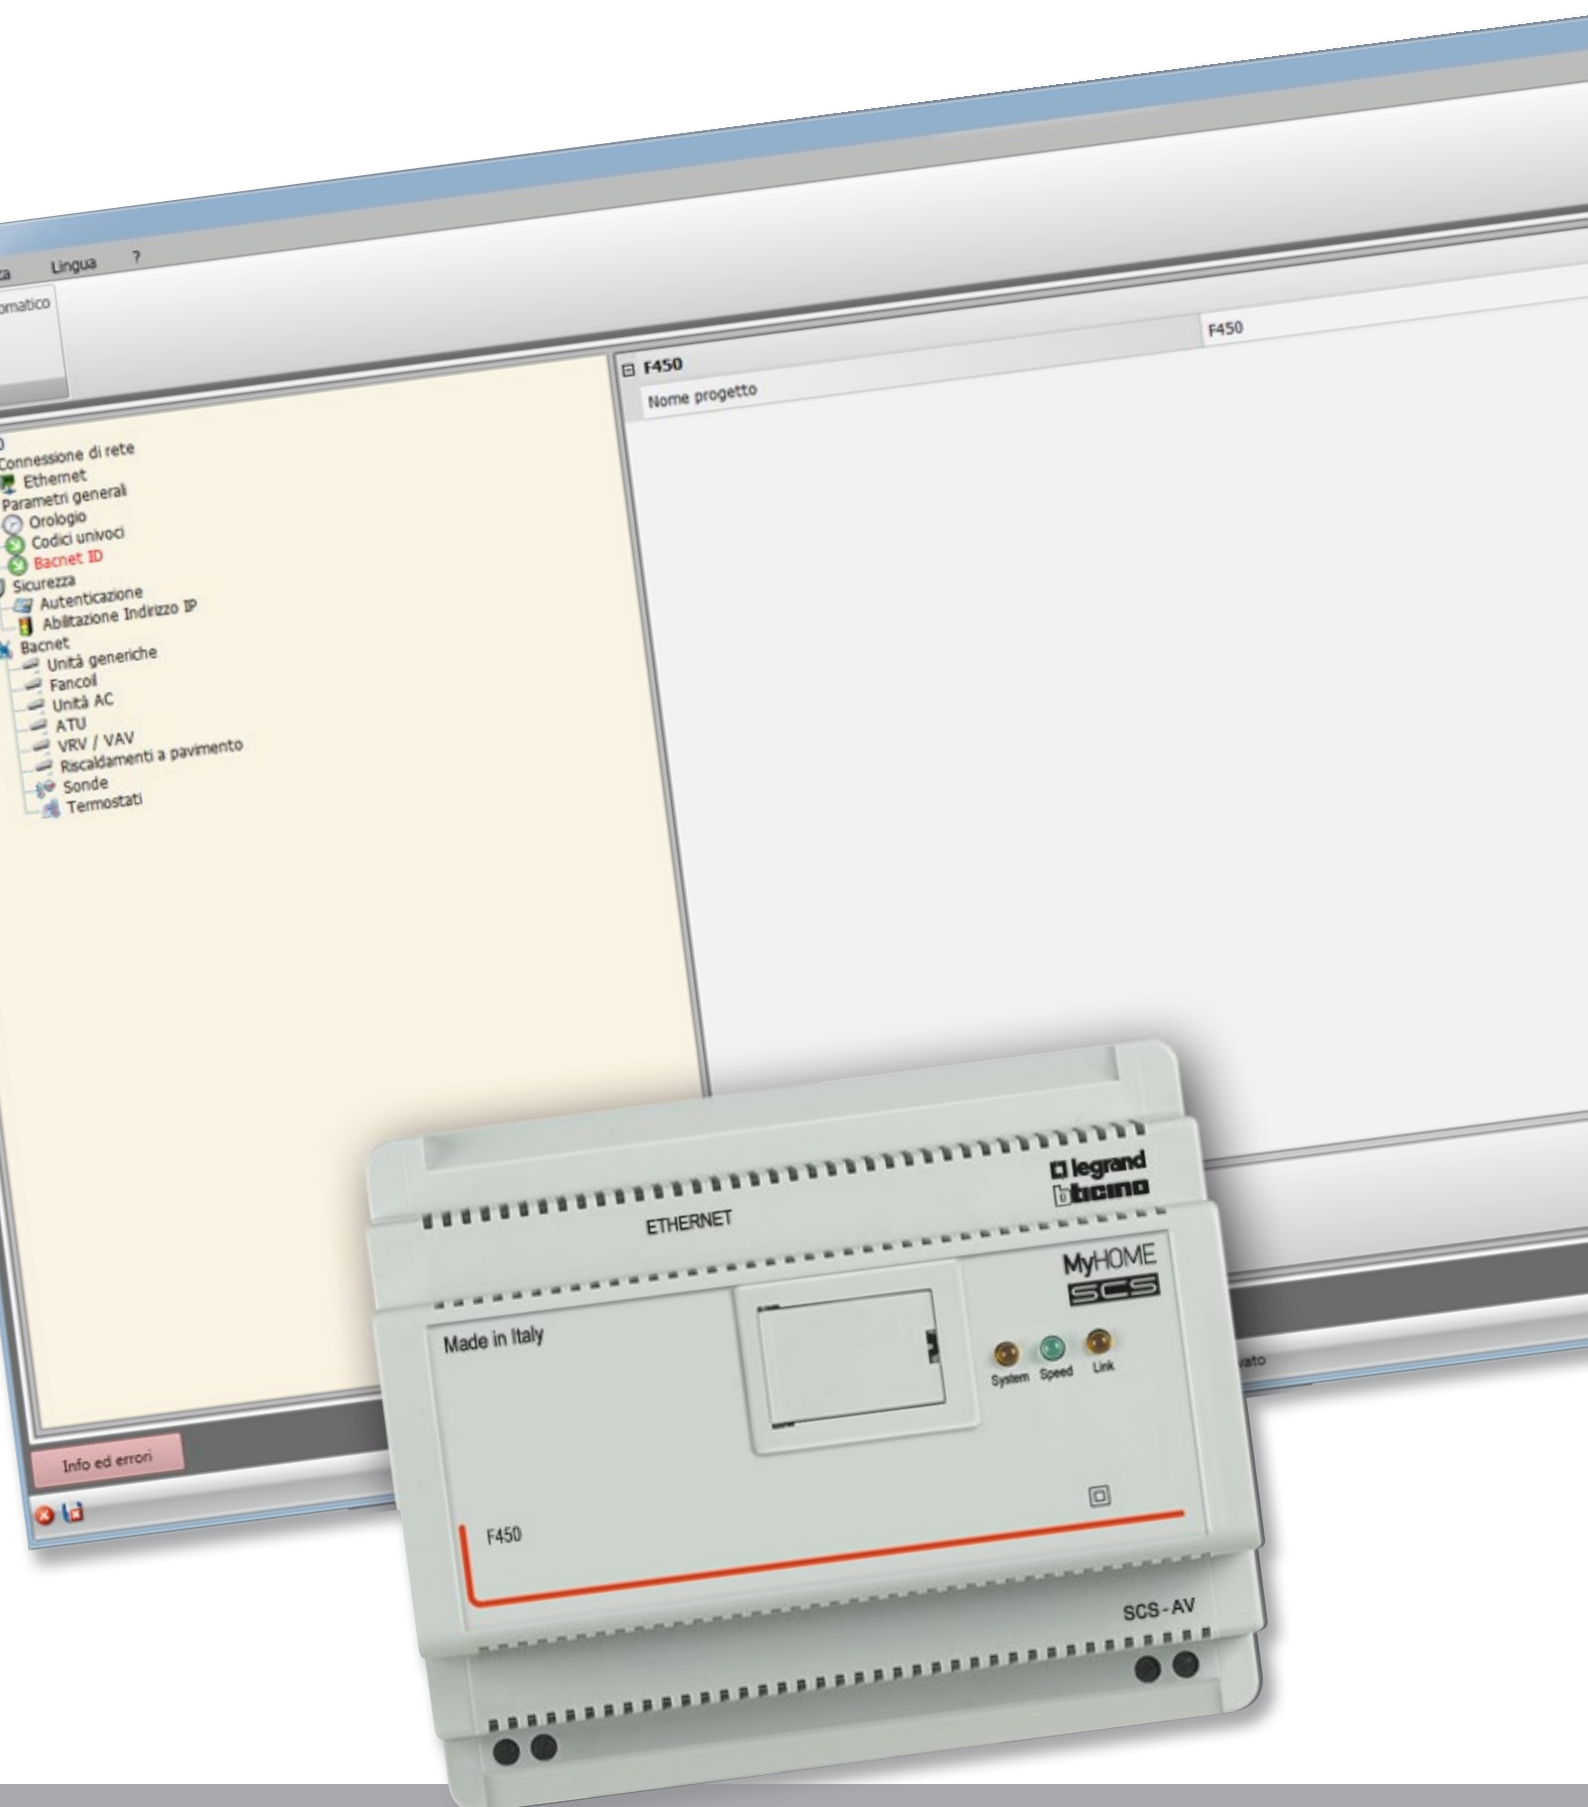 Lingua ?
F450
Nome progetto F450
Connessione di rete
Ethernet
Parametri generali
Orologio
Codici univoci
Bacnet ID
Sicurezza
Autenticazione
Abilitazione Indirizzo IP
Bacnet
Unità generiche
Fancoil
Unità AC
ATU
VRV / VAV
Riscaldamenti a pavimento
Sonde
Termostati
Info ed errori
ETHERNET
legrand
bticino
MyHOME
SCS
Made in Italy
System Speed Link
F450
SCS-AV